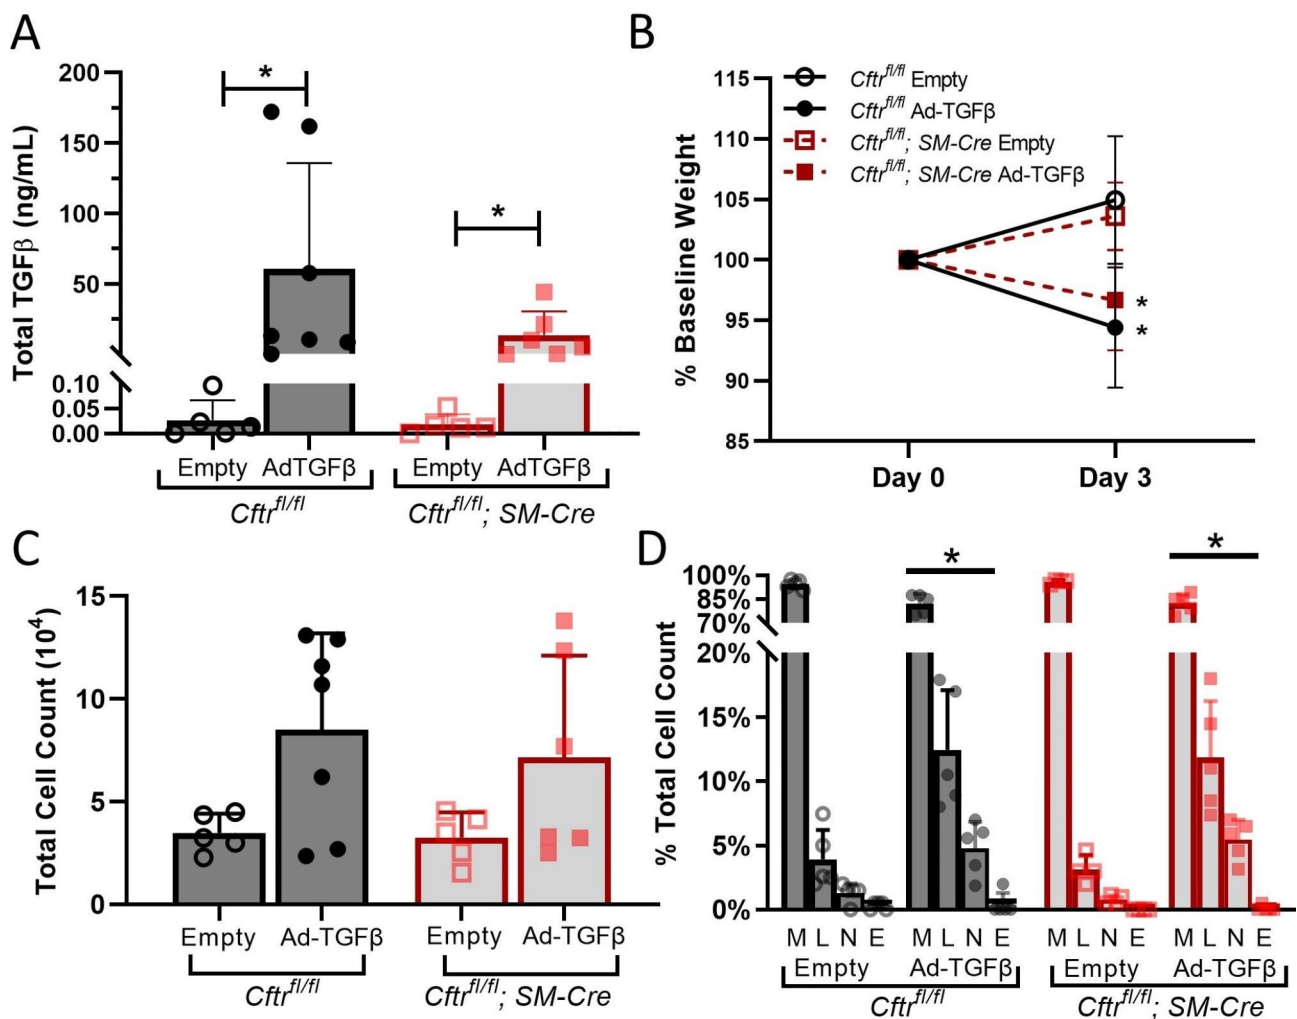 A
Total TGFβ (ng/mL)
200
150
100
50
0.10
0.05
0.00
*
*
Empty AdTGFβ Empty AdTGFβ
Cftrfl/fl Cftrfl/fl; SM-Cre
B
% Baseline Weight
115
110
105
100
95
90
85
Cftrfl/fl Empty
Cftrfl/fl Ad-TGFβ
Cftrfl/fl; SM-Cre Empty
Cftrfl/fl; SM-Cre Ad-TGFβ
*
*
Day 0 Day 3
C
Total Cell Count (10⁴)
15
10
5
0
Empty Ad-TGFβ Empty Ad-TGFβ
Cftrfl/fl Cftrfl/fl; SM-Cre
D
% Total Cell Count
100%
85%
70%
20%
15%
10%
5%
0%
*
*
M L N E M L N E M L N E M L N E
Empty Ad-TGFβ Empty Ad-TGFβ
Cftrfl/fl Cftrfl/fl; SM-Cre